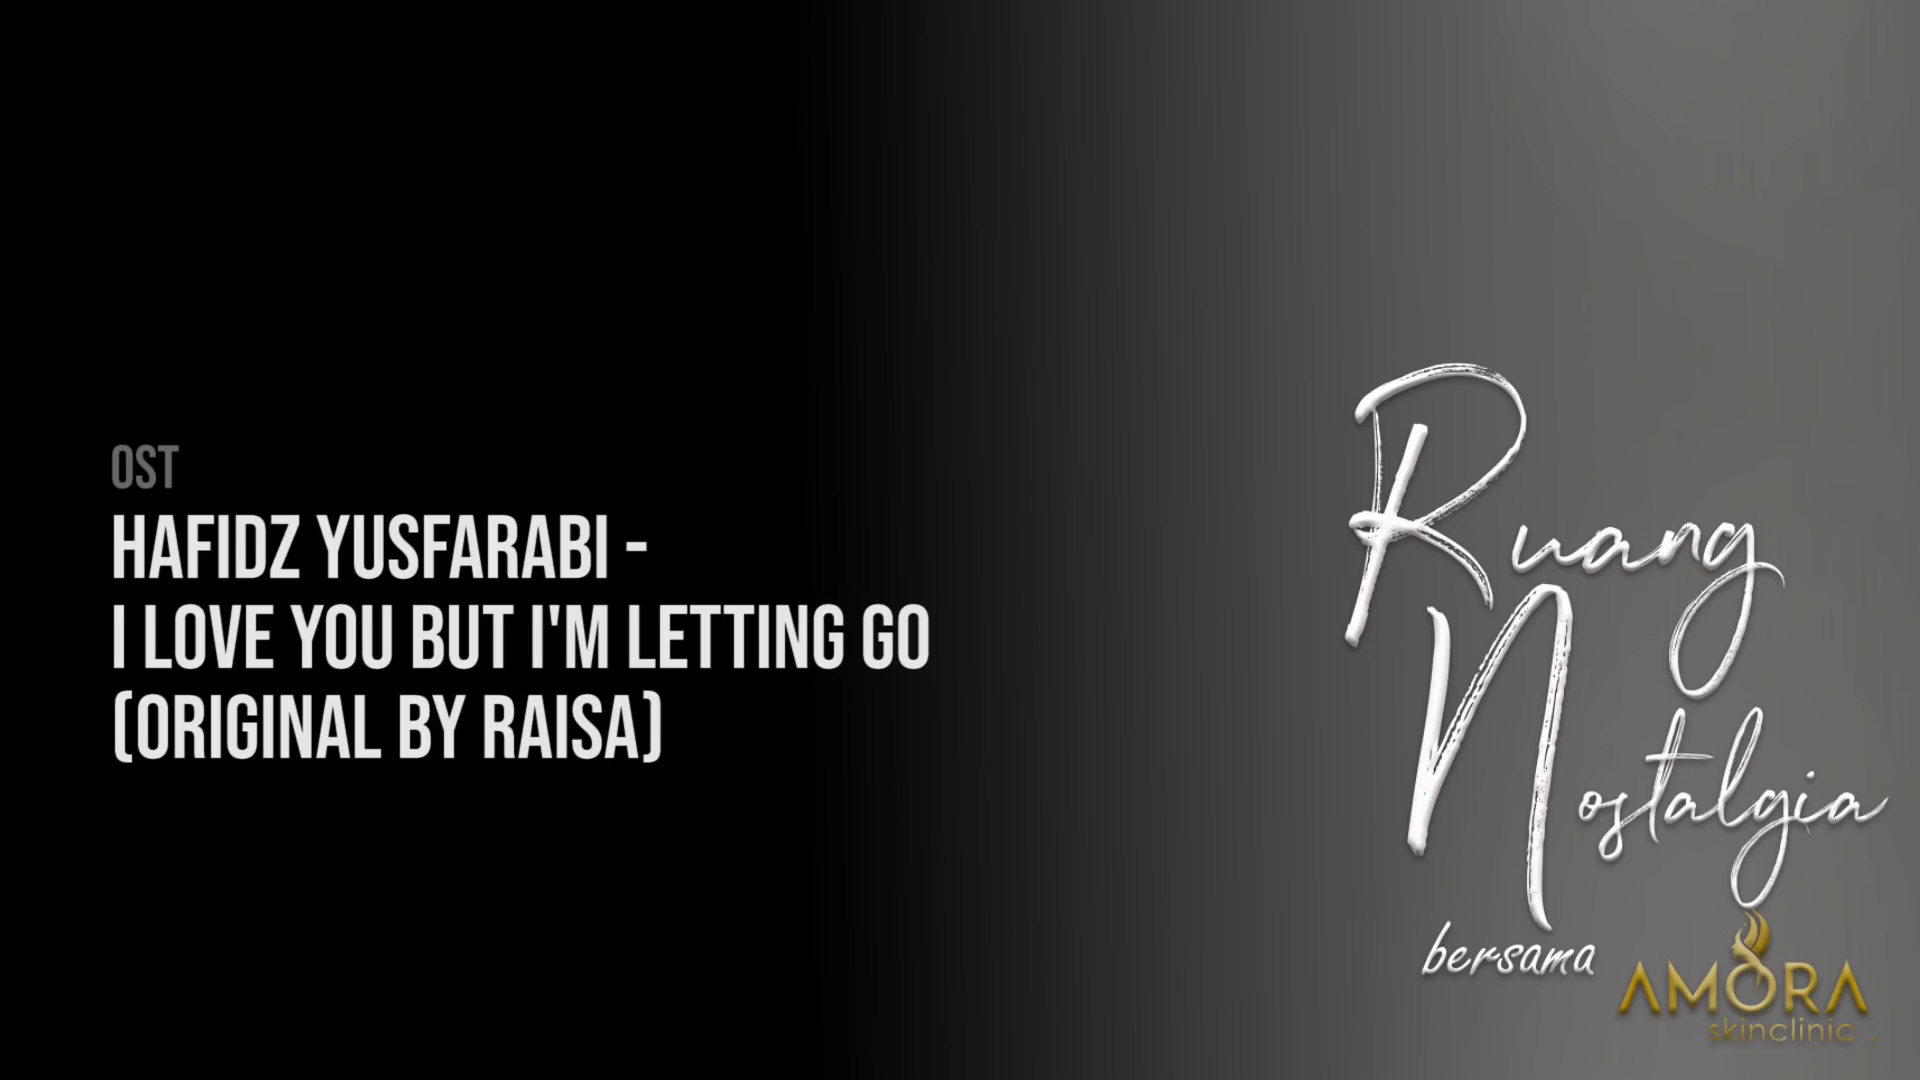 OST
HAFIDZ YUSFARABI -
I LOVE YOU BUT I'M LETTING GO
(ORIGINAL BY RAISA)
Ruang
Nostalgia
bersama
AMORA
skinclinic